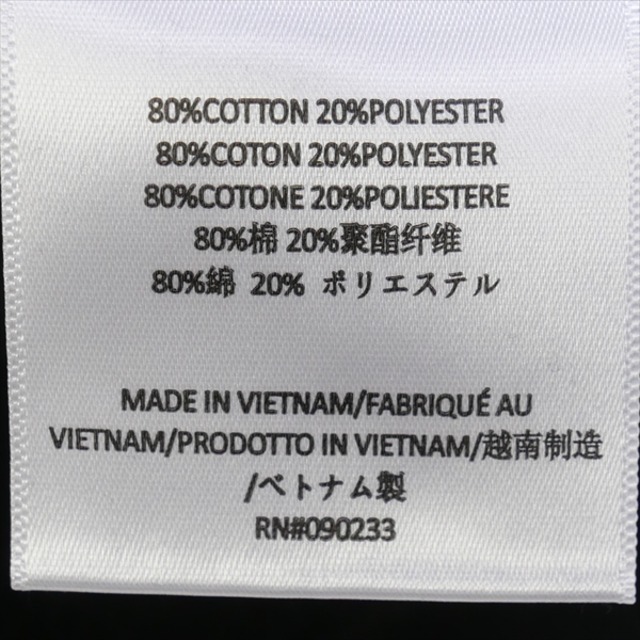 80%COTTON 20%POLYESTER
80%COTON 20%POLYESTER
80%COTONE 20%POLIESTERE
80%棉 20%聚酯纤维
80%綿 20% ポリエステル
MADE IN VIETNAM/FABRIQUÉ AU
VIETNAM/PRODOTTO IN VIETNAM/越南制造
/ベトナム製
RN#090233